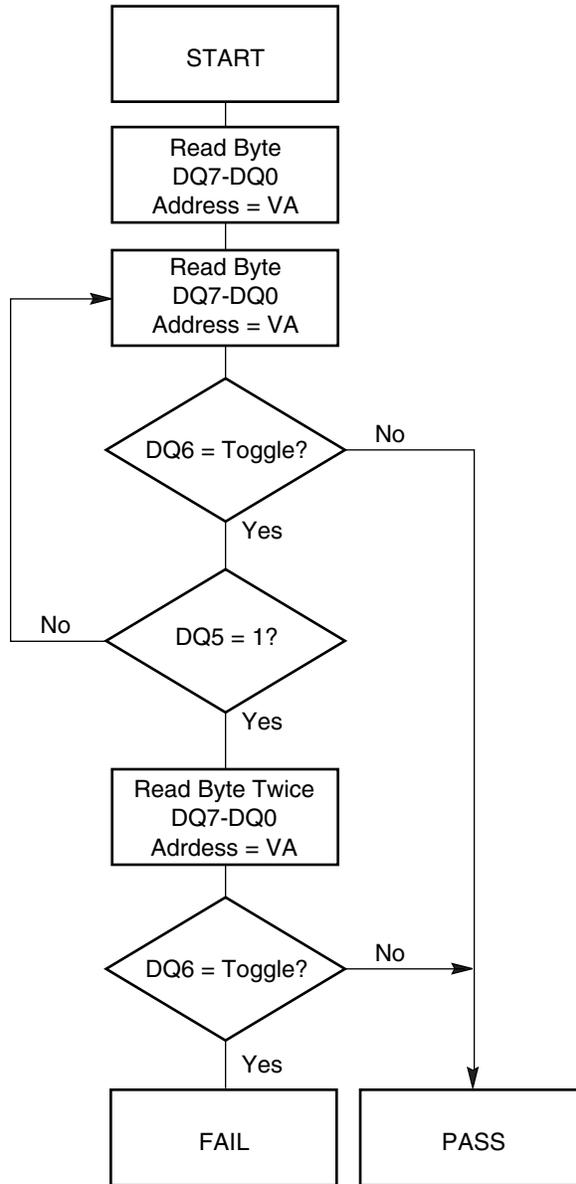 START
Read Byte
DQ7-DQ0
Address = VA
Read Byte
DQ7-DQ0
Address = VA
DQ6 = Toggle?
No
Yes
No
DQ5 = 1?
Yes
Read Byte Twice
DQ7-DQ0
Adrdess = VA
DQ6 = Toggle?
No
Yes
FAIL
PASS